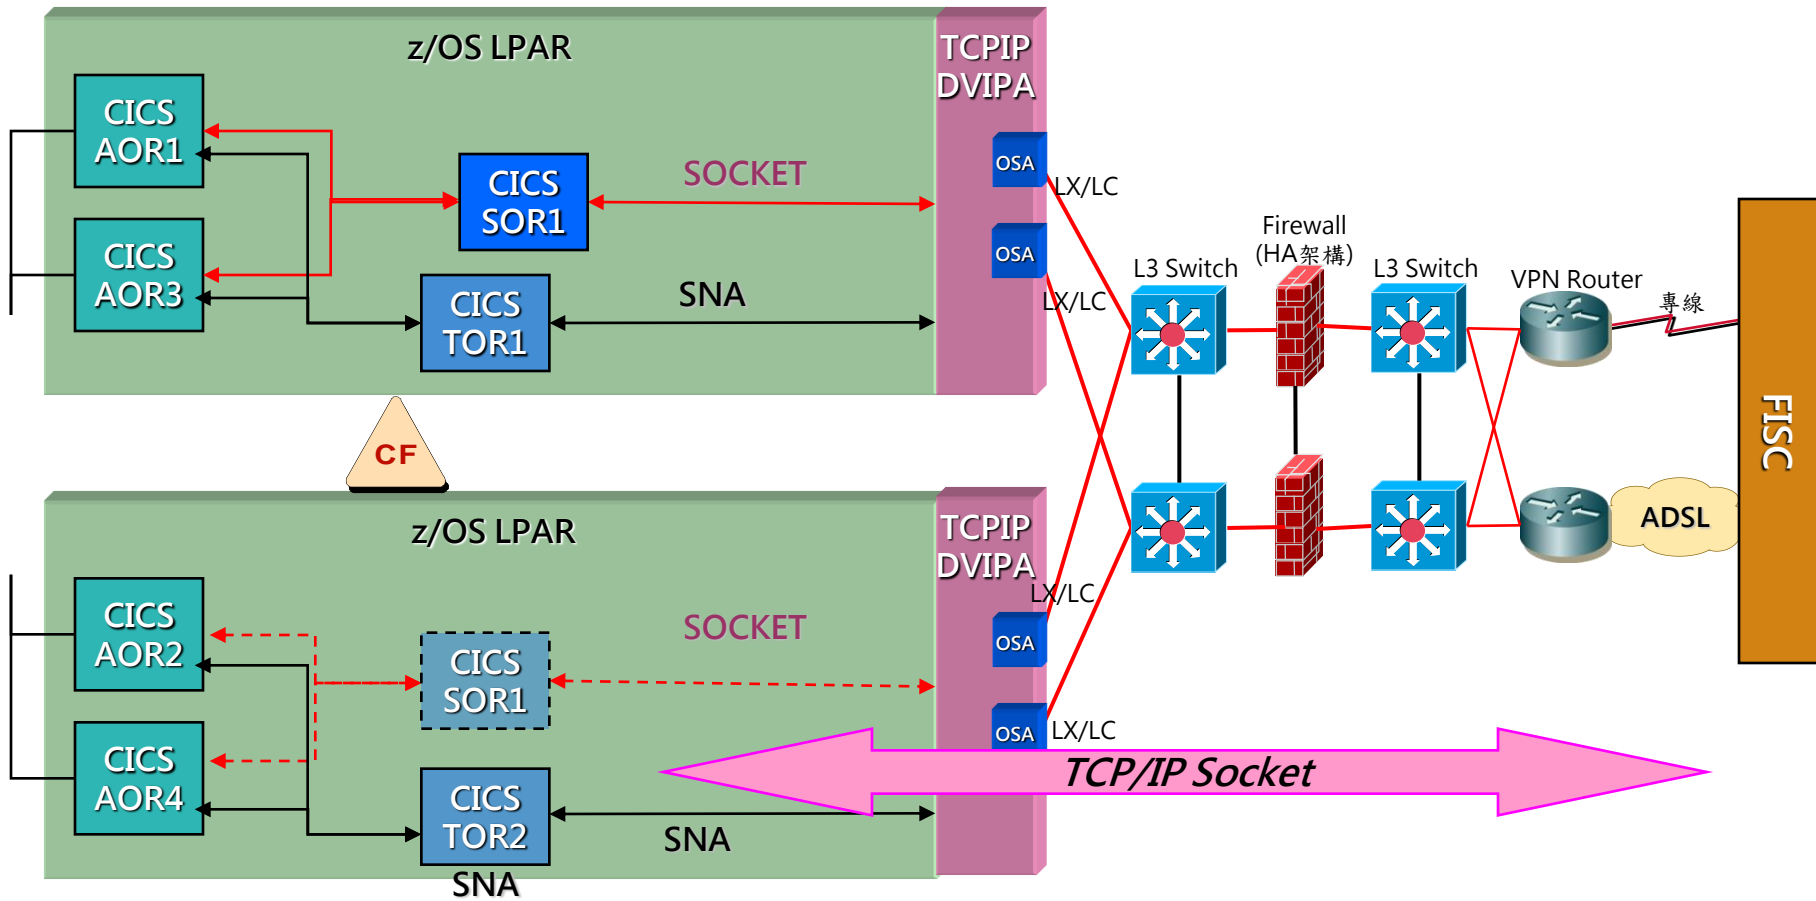 z/OS LPAR
TCPIP
DVIPA
CICS
AOR1
CICS
AOR3
CICS
SOR1
SOCKET
CICS
TOR1
SNA
OSA
OSA
LX/LC
LX/LC
L3 Switch
Firewall
(HA架構)
L3 Switch
VPN Router
專線
FISC
CF
z/OS LPAR
TCPIP
DVIPA
CICS
AOR2
CICS
AOR4
CICS
SOR1
SOCKET
CICS
TOR2
SNA
SNA
OSA
OSA
LX/LC
LX/LC
ADSL
TCP/IP Socket